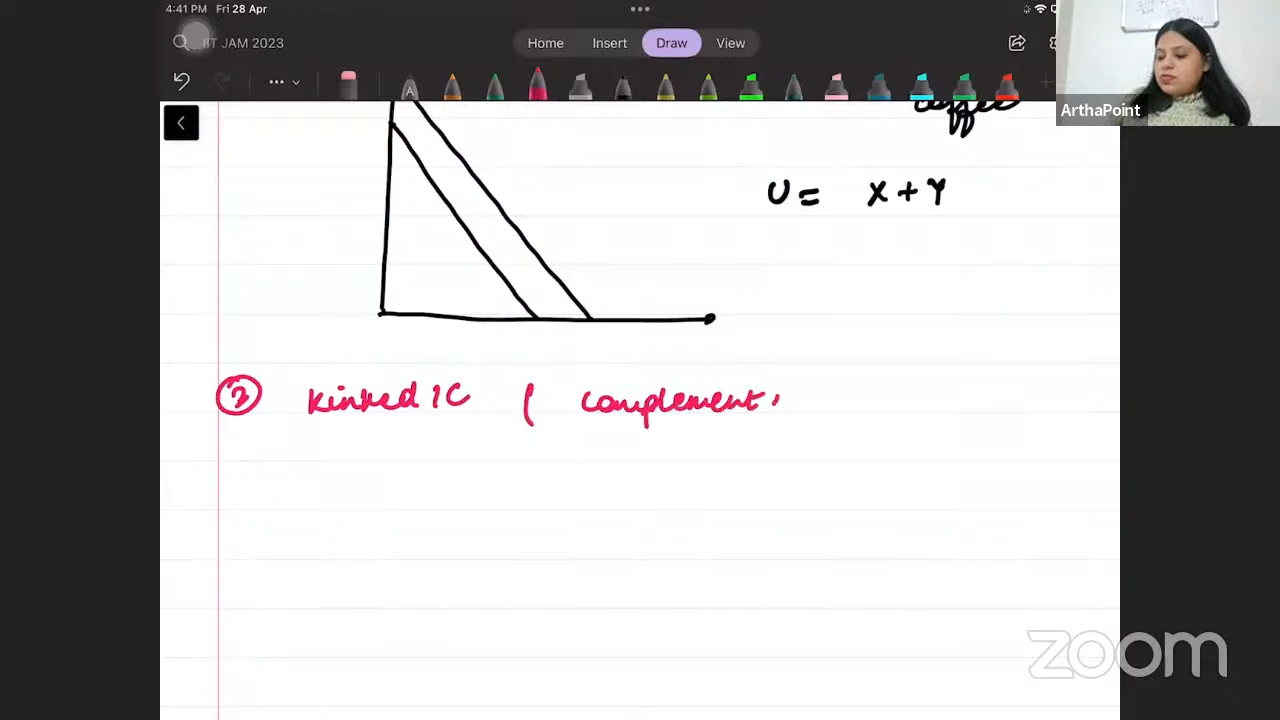 4:41 PM Fri 28 Apr
IIT JAM 2023
Home Insert Draw View
A
ArthaPoint
U = X + Y
③ Kinked IC ( complement,
zoom